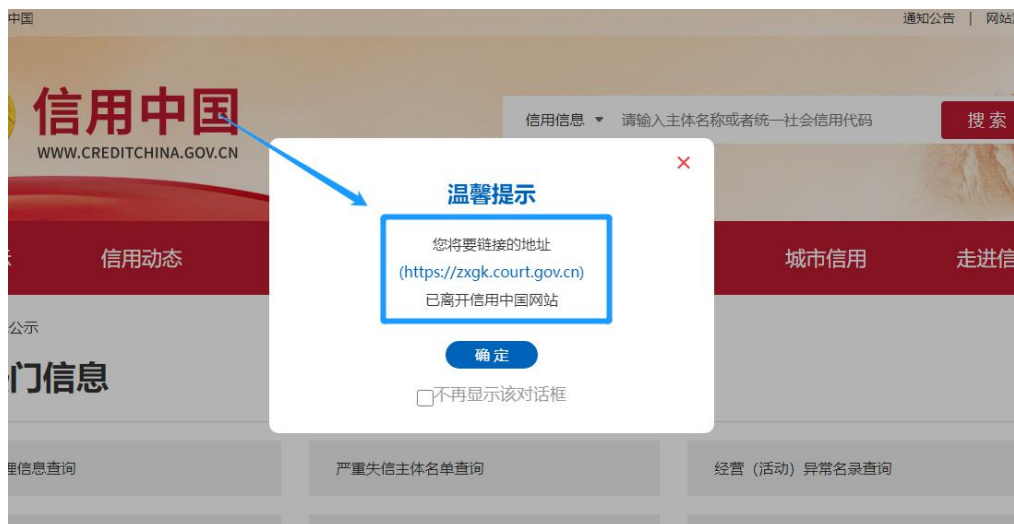 中国
通知公告 | 网站
信用中国
WWW.CREDITCHINA.GOV.CN
信用信息 请输入主体名称或者统一社会信用代码 搜索
温馨提示
您将要链接的地址
(https://zxgk.court.gov.cn)
已离开信用中国网站
确定
不再显示该对话框
信用动态 城市信用 走进信
公示
门信息
理信息查询 严重失信主体名单查询 经营（活动）异常名录查询